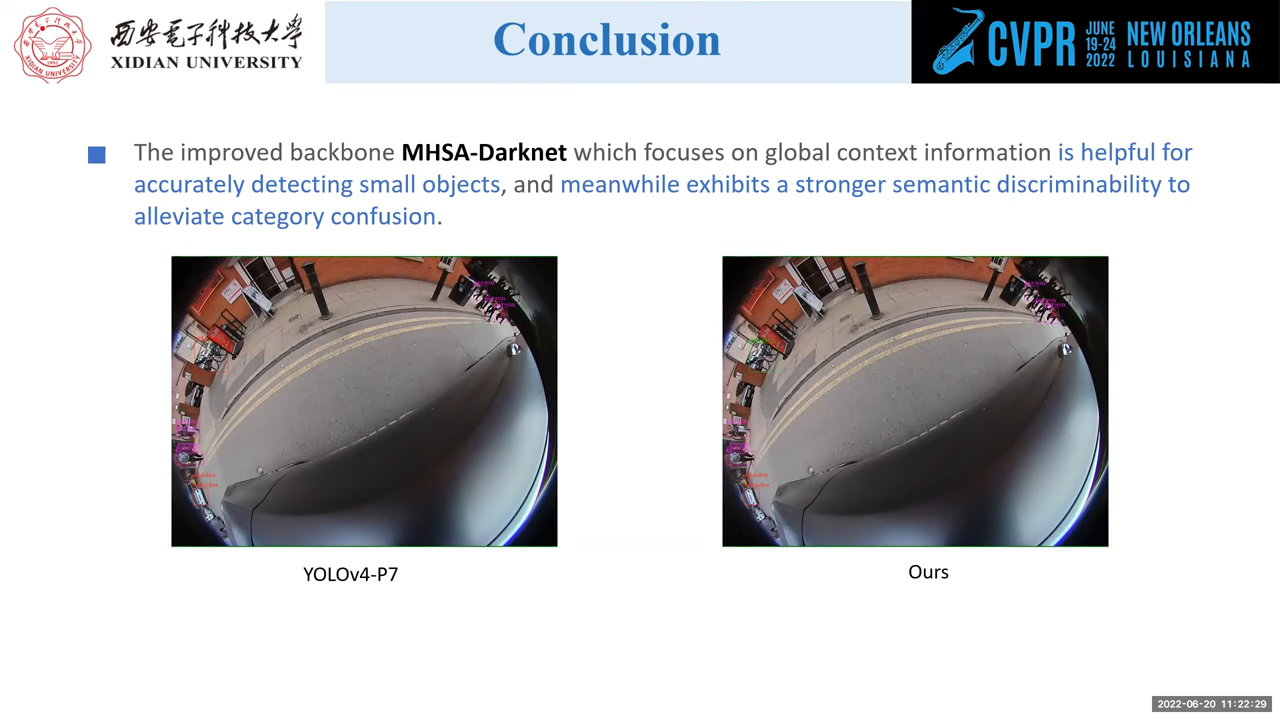 西安电子科技大学
XIDIAN UNIVERSITY
Conclusion
CVPR
JUNE
19-24
2022
NEW ORLEANS
LOUISIANA
The improved backbone MHSA-Darknet which focuses on global context information is helpful for
accurately detecting small objects, and meanwhile exhibits a stronger semantic discriminability to
alleviate category confusion.
YOLOv4-P7
Ours
2022-06-20 11:22:29